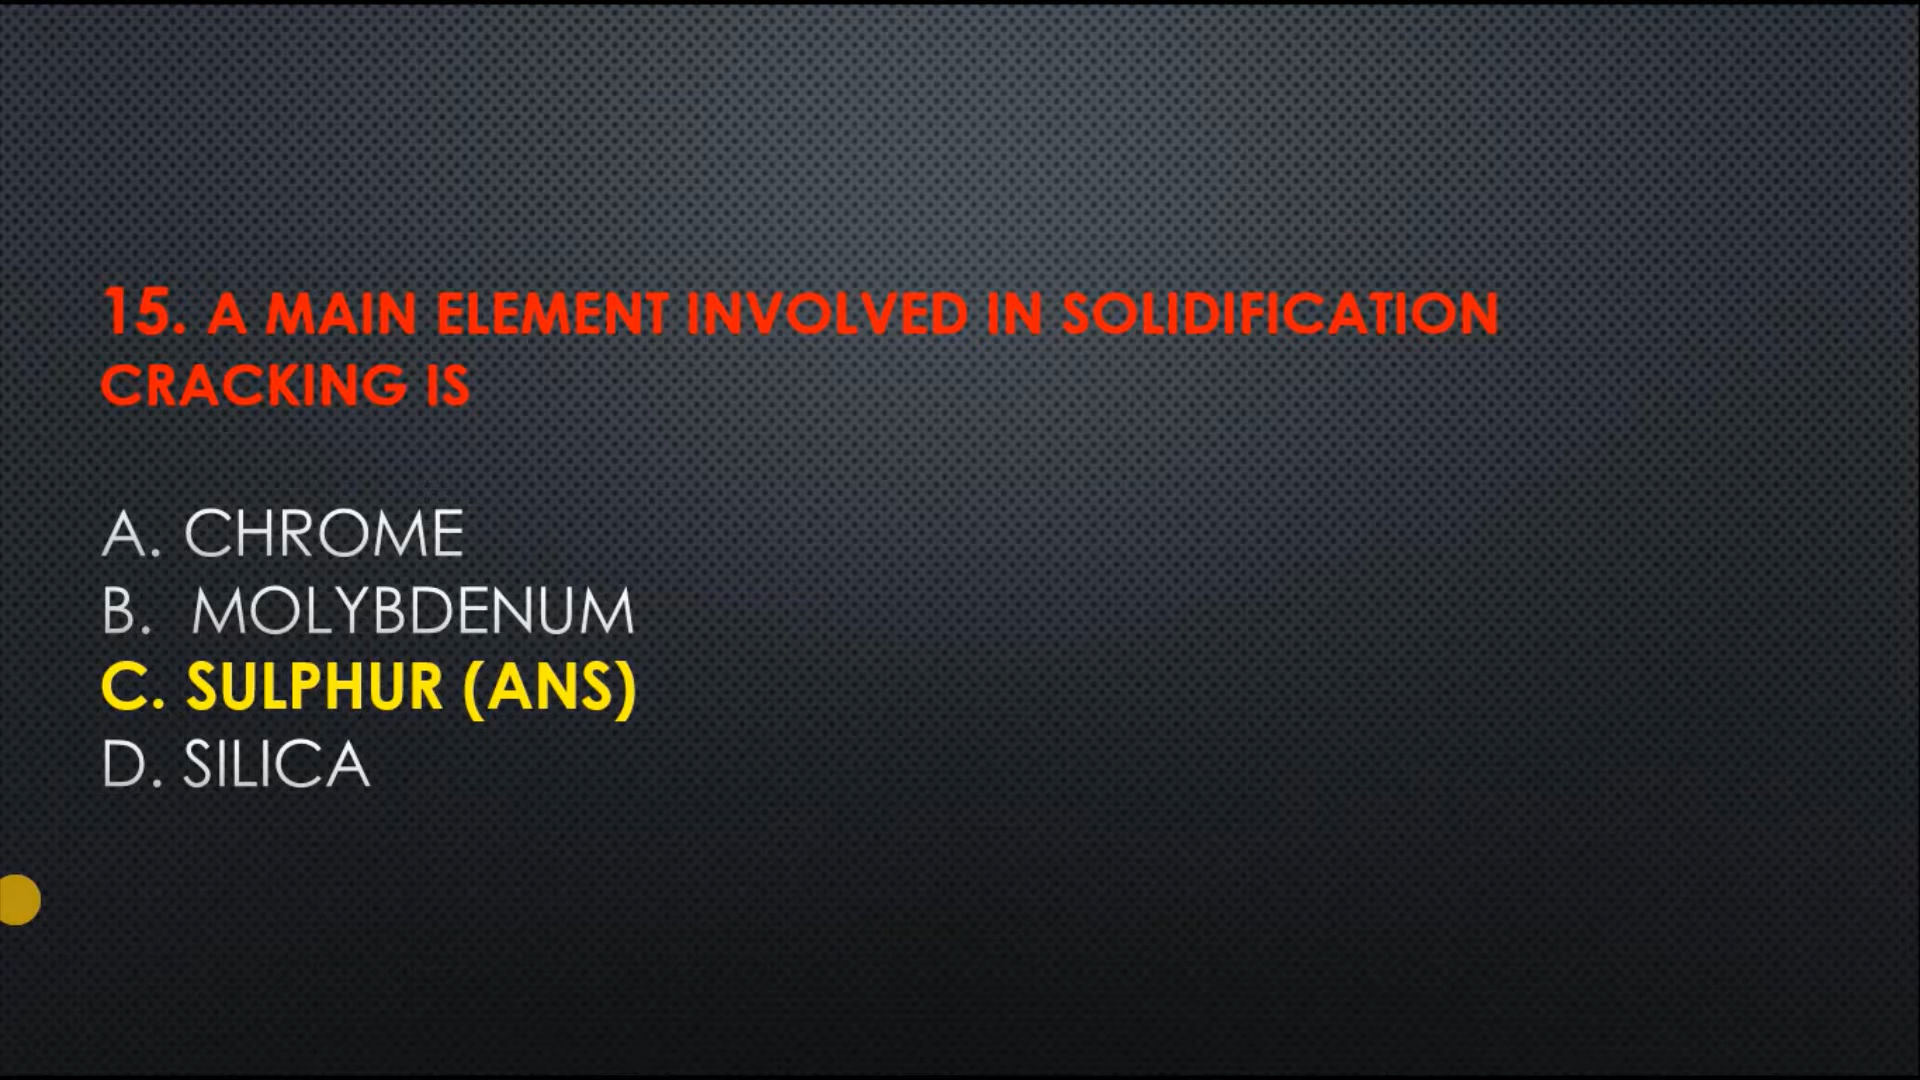 15. A MAIN ELEMENT INVOLVED IN SOLIDIFICATION
CRACKING IS
A. CHROME
B. MOLYBDENUM
C. SULPHUR (ANS)
D. SILICA